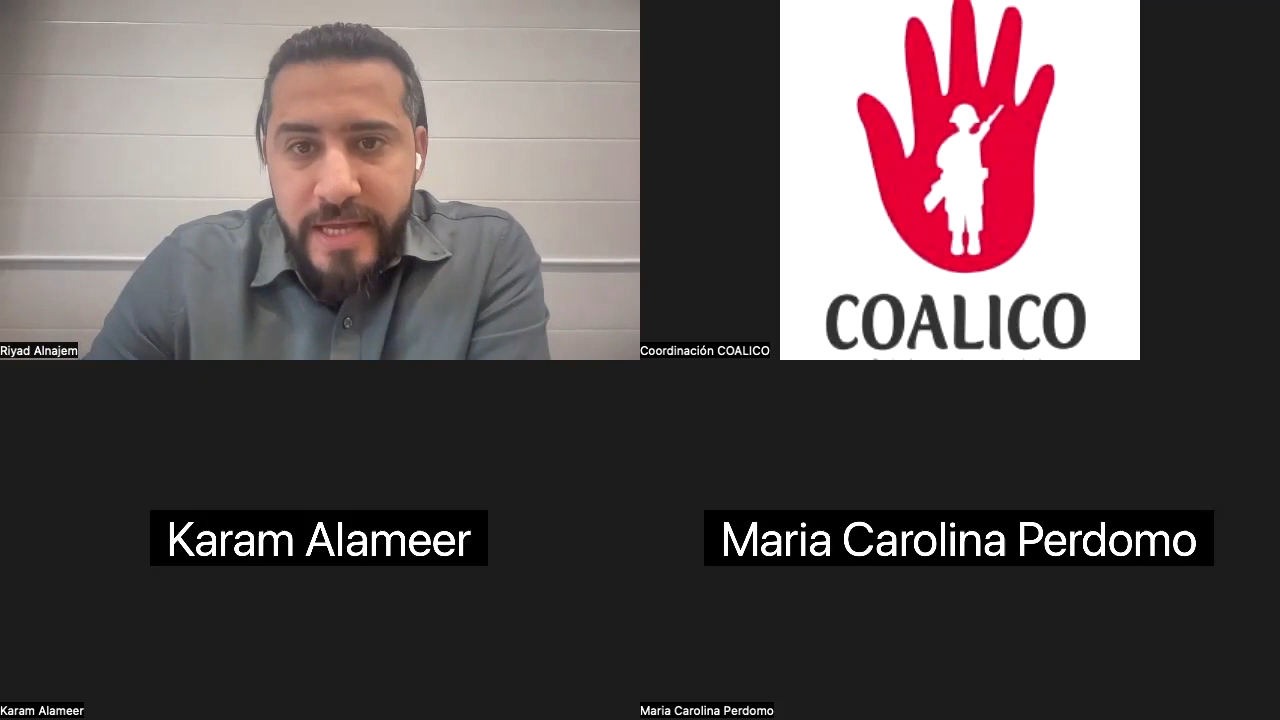 COALICO
Riyad Alnajem
Coordinación COALICO
Karam Alameer
Maria Carolina Perdomo
Karam Alameer
Maria Carolina Perdomo